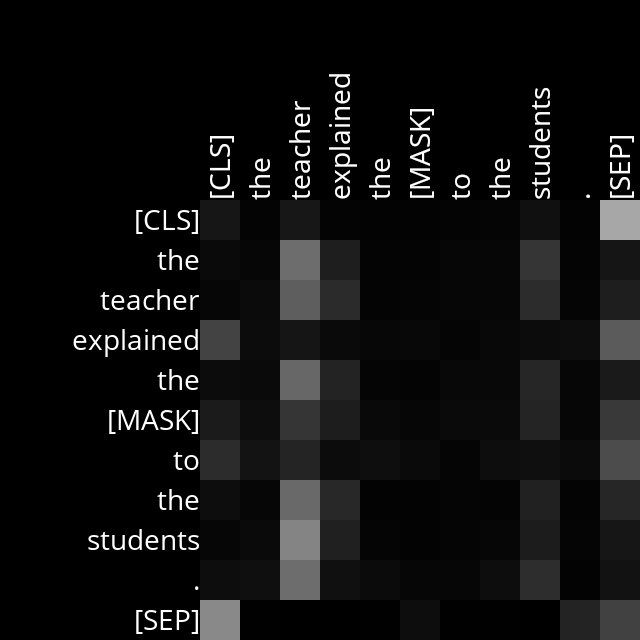 [CLS]
the
teacher
explained
the
[MASK]
to
the
students
.
[SEP]
[CLS]
the
teacher
explained
the
[MASK]
to
the
students
.
[SEP]